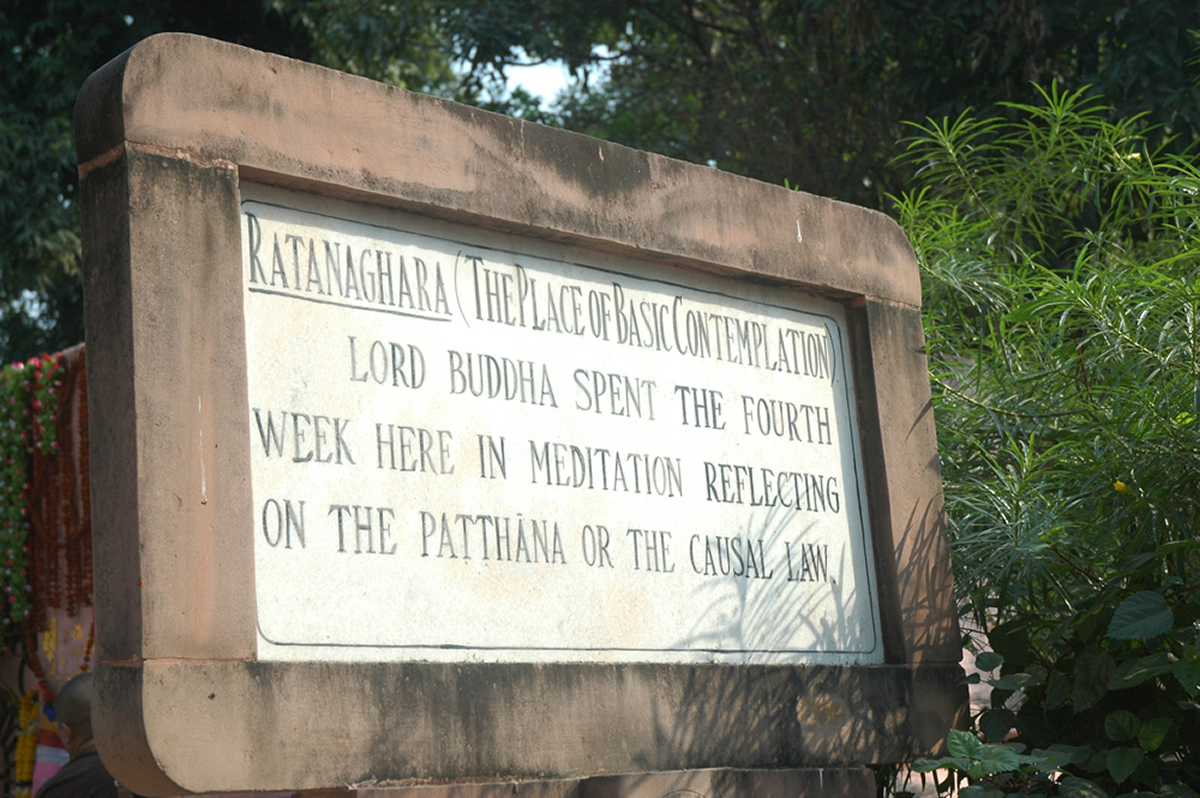 RATANAGHARA (THE PLACE OF BASIC CONTEMPLATION)
LORD BUDDHA SPENT THE FOURTH
WEEK HERE IN MEDITATION REFLECTING
ON THE PAṬṬHĀNA OR THE CAUSAL LAW.